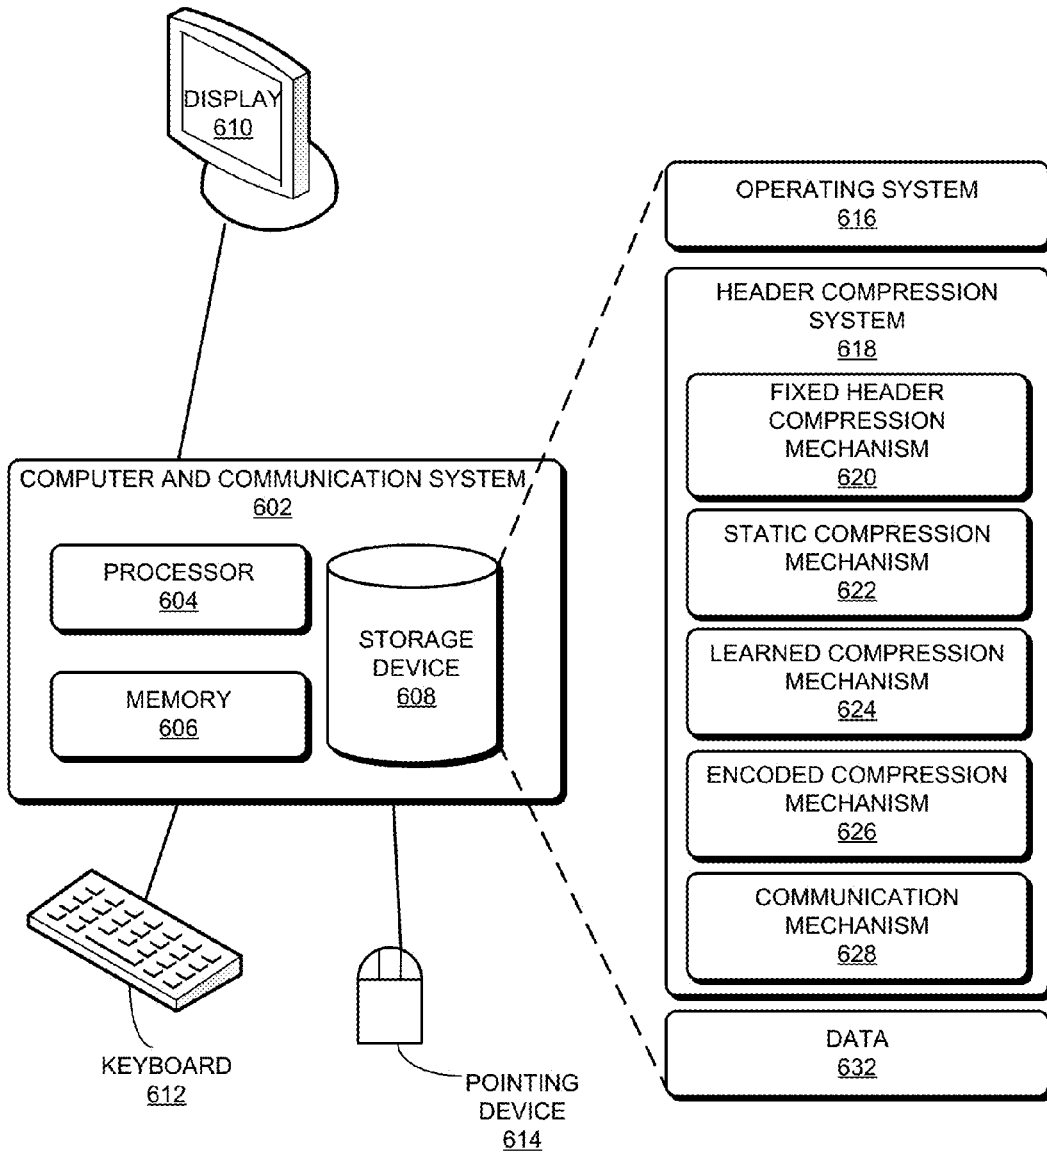 DISPLAY
610
COMPUTER AND COMMUNICATION SYSTEM
602
PROCESSOR
604
MEMORY
606
STORAGE
DEVICE
608
KEYBOARD
612
POINTING
DEVICE
614
OPERATING SYSTEM
616
HEADER COMPRESSION
SYSTEM
618
FIXED HEADER
COMPRESSION
MECHANISM
620
STATIC COMPRESSION
MECHANISM
622
LEARNED COMPRESSION
MECHANISM
624
ENCODED COMPRESSION
MECHANISM
626
COMMUNICATION
MECHANISM
628
DATA
632